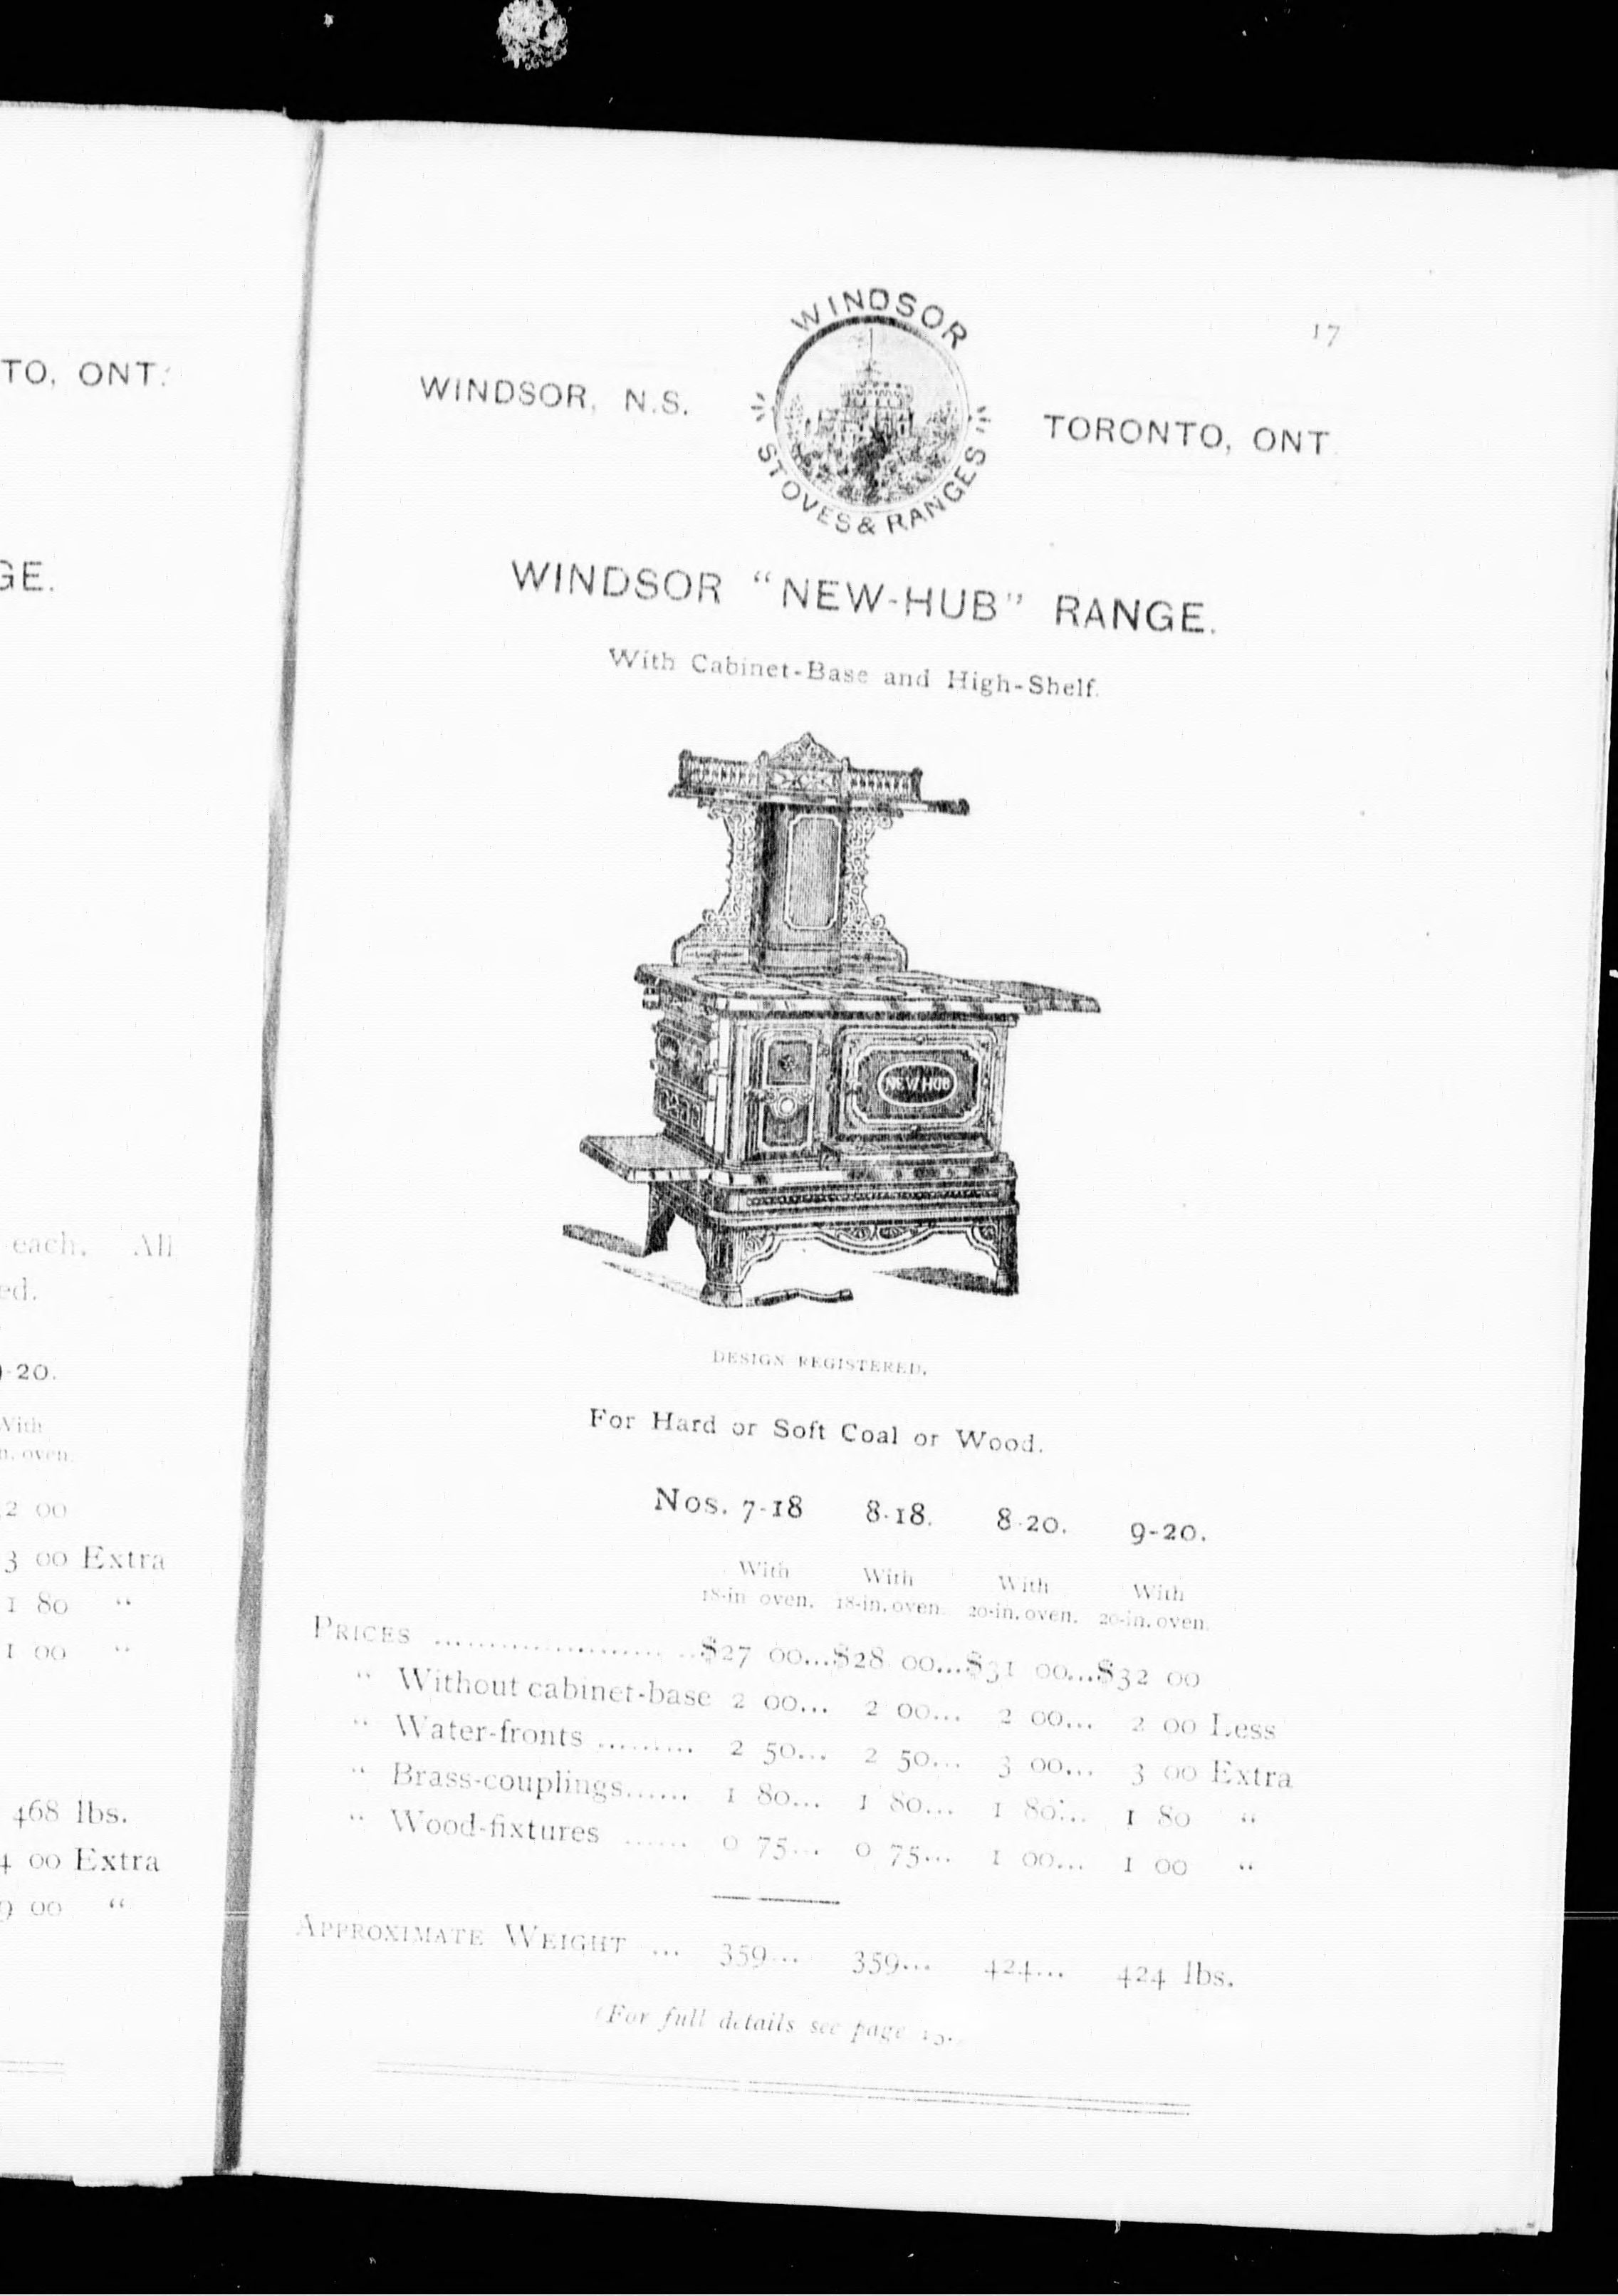 TO, ONT.
GE.
each. All
ed.
-20.
With
n. oven.
2 00
3 00 Extra
1 80 "
1 00 "
468 lbs.
4 00 Extra
9 00 "
17
WINDSOR
WINDSOR, N.S.
TORONTO, ONT.
STOVES & RANGES
WINDSOR "NEW-HUB" RANGE.
With Cabinet-Base and High-Shelf.
NEW HUB
DESIGN REGISTERED.
For Hard or Soft Coal or Wood.
Nos. 7-18 8-18. 8-20. 9-20.
With With With With
18-in oven. 18-in. oven. 20-in. oven. 20-in. oven.
PRICES ........................$27 00...$28 00...$31 00...$32 00
" Without cabinet-base 2 00... 2 00... 2 00... 2 00 Less
" Water-fronts ......... 2 50... 2 50... 3 00... 3 00 Extra
" Brass-couplings...... 1 80... 1 80... 1 80... 1 80 "
" Wood-fixtures ...... 0 75... 0 75... 1 00... 1 00 "
APPROXIMATE WEIGHT ... 359... 359... 424... 424 lbs.
(For full details see page